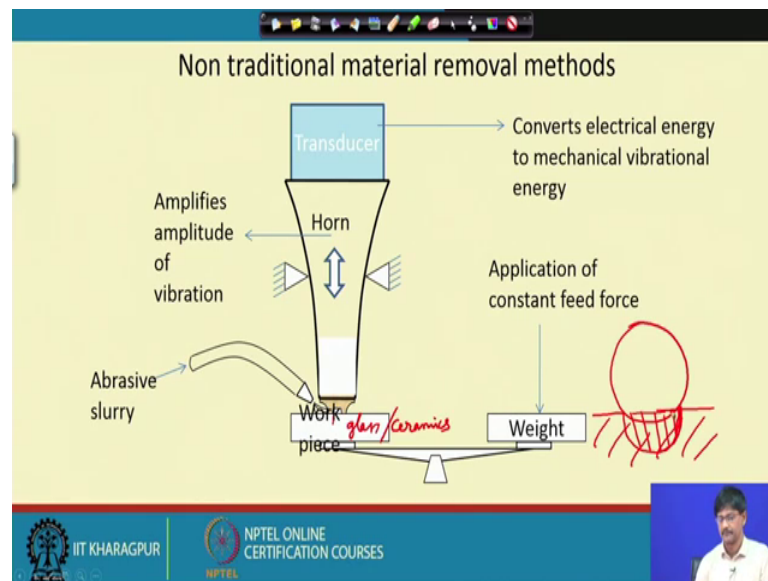 Non traditional material removal methods
Transducer
Converts electrical energy
to mechanical vibrational
energy
Amplifies
amplitude
of
vibration
Horn
Application of
constant feed force
Abrasive
slurry
Work
piece
glass/ceramics
Weight
IIT KHARAGPUR
NPTEL
NPTEL ONLINE
CERTIFICATION COURSES